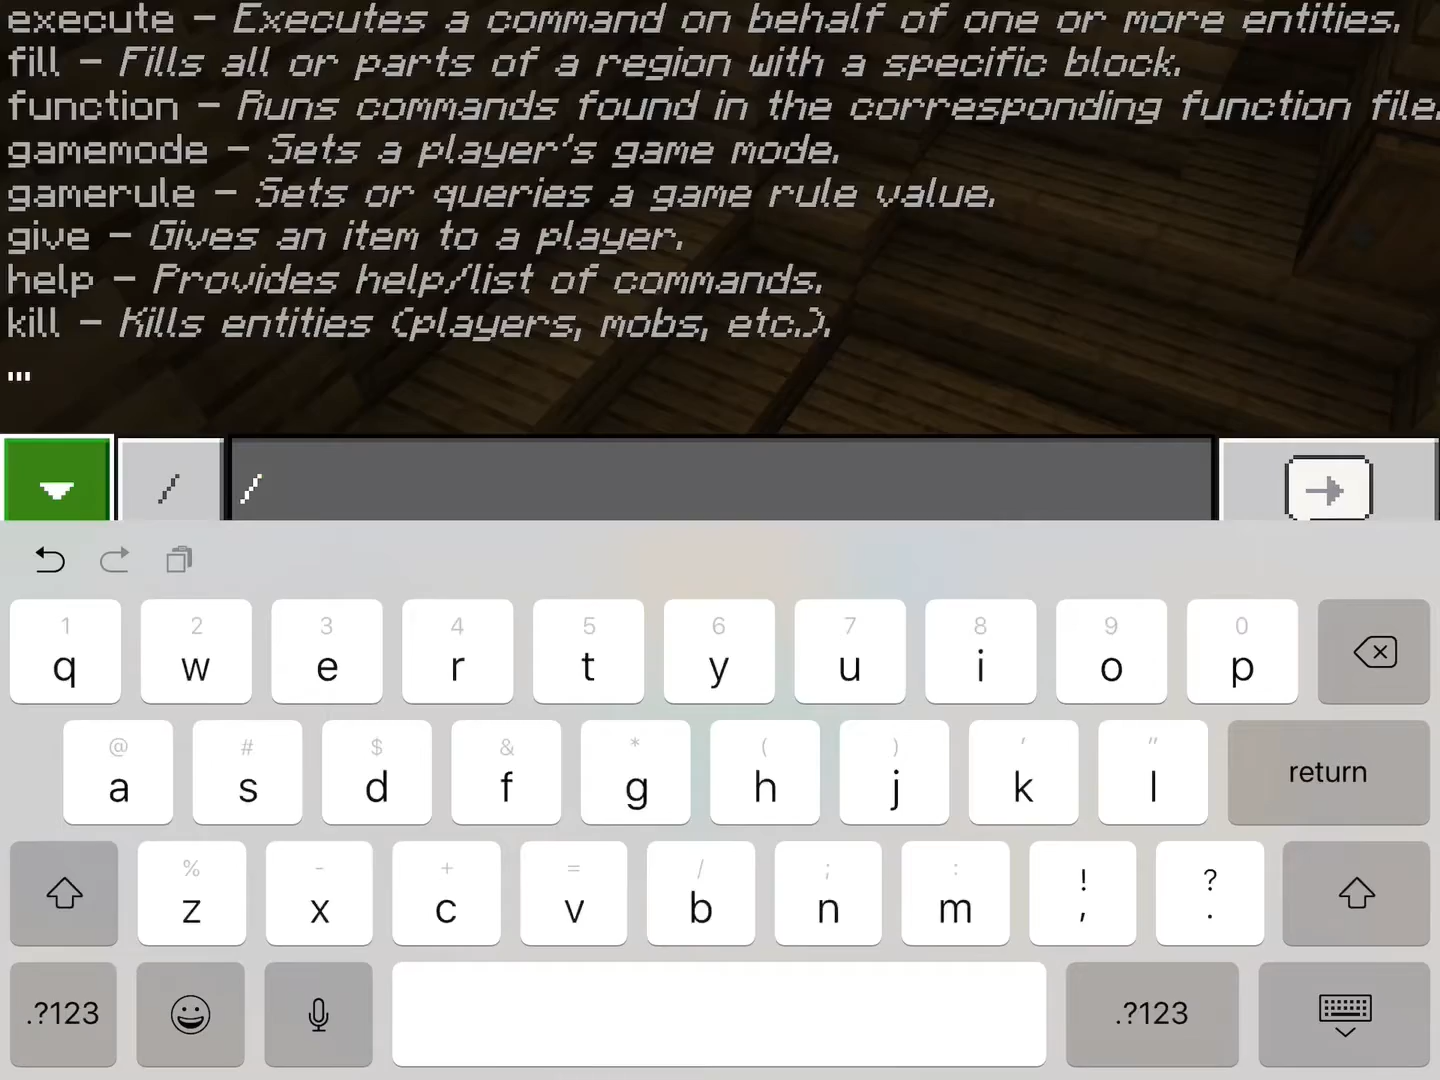 execute – Executes a command on behalf of one or more entities.
fill – Fills all or parts of a region with a specific block.
function – Runs commands found in the corresponding function file.
gamemode – Sets a player's game mode.
gamerule – Sets or queries a game rule value.
give – Gives an item to a player.
help – Provides help/list of commands.
kill – Kills entities (players, mobs, etc.).
...
/ /
1 2 3 4 5 6 7 8 9 0
q w e r t y u i o p
@ # $ & * ( ) ' "
a s d f g h j k l return
% - + = / ; : ! ?
z x c v b n m , .
.?123 .?123